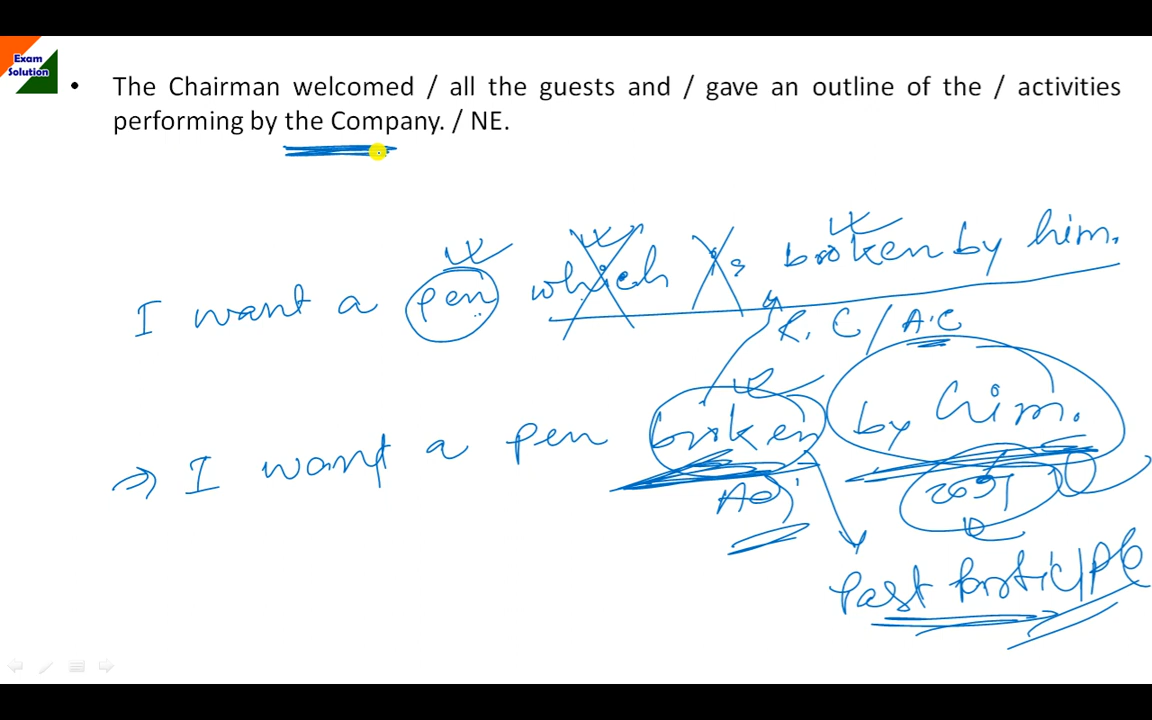 Exam
Solution
• The Chairman welcomed / all the guests and / gave an outline of the / activities
performing by the Company. / NE.
I want a pen which is broken by him.
R. C / A.C
⇒ I want a pen broken by him.
Adj
Past